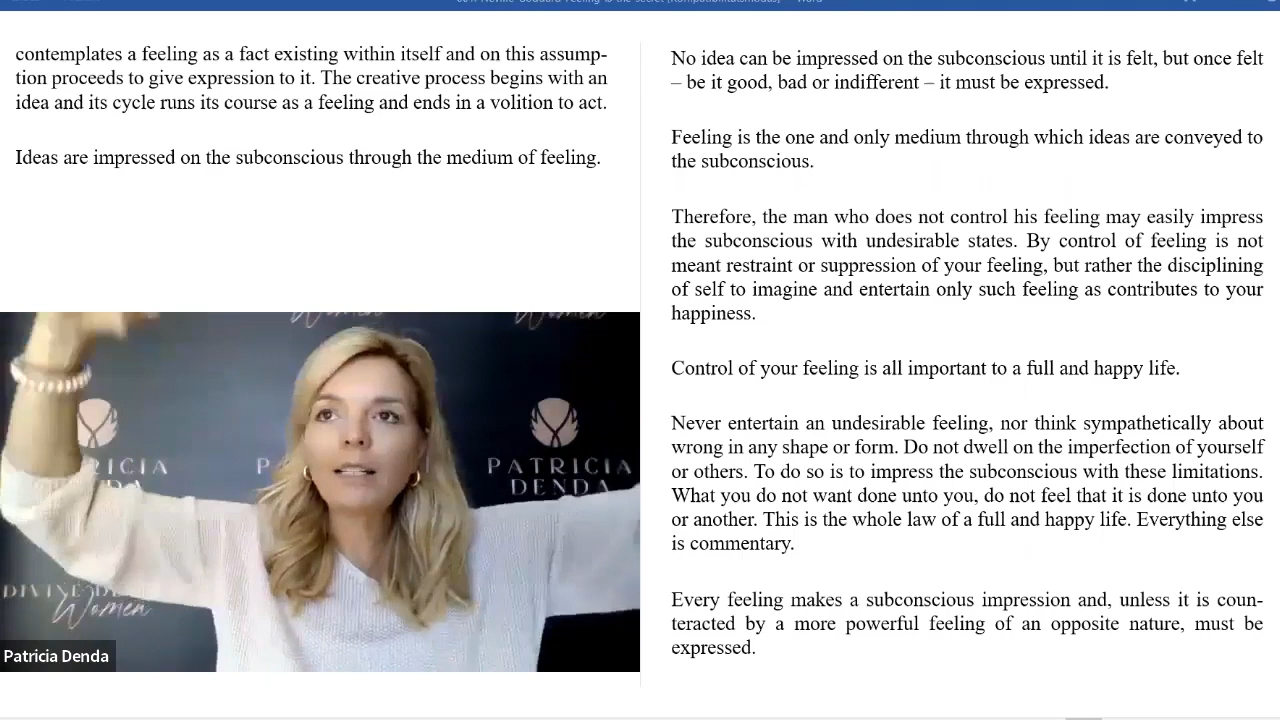 contemplates a feeling as a fact existing within itself and on this assump-
tion proceeds to give expression to it. The creative process begins with an
idea and its cycle runs its course as a feeling and ends in a volition to act.
Ideas are impressed on the subconscious through the medium of feeling.
No idea can be impressed on the subconscious until it is felt, but once felt
– be it good, bad or indifferent – it must be expressed.
Feeling is the one and only medium through which ideas are conveyed to
the subconscious.
Therefore, the man who does not control his feeling may easily impress
the subconscious with undesirable states. By control of feeling is not
meant restraint or suppression of your feeling, but rather the disciplining
of self to imagine and entertain only such feeling as contributes to your
happiness.
Control of your feeling is all important to a full and happy life.
Never entertain an undesirable feeling, nor think sympathetically about
wrong in any shape or form. Do not dwell on the imperfection of yourself
or others. To do so is to impress the subconscious with these limitations.
What you do not want done unto you, do not feel that it is done unto you
or another. This is the whole law of a full and happy life. Everything else
is commentary.
Every feeling makes a subconscious impression and, unless it is coun-
teracted by a more powerful feeling of an opposite nature, must be
expressed.
Women
Women
RICIA
DENDA
P
PATRICIA
DENDA
DIVINE
Women
Patricia Denda